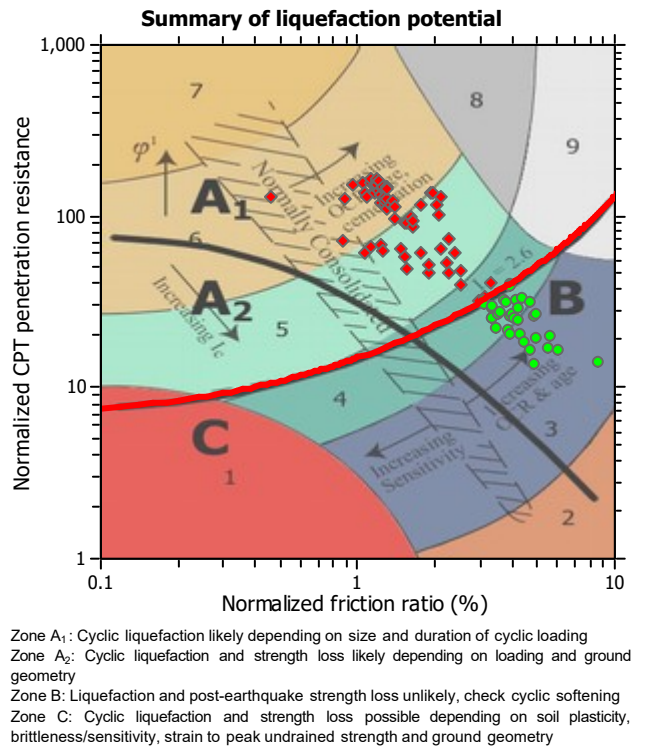 Summary of liquefaction potential
1,000
100
10
1
0.1
1
10
Normalized CPT penetration resistance
Normalized friction ratio (%)
7
8
9
φ'
A1
Increasing
OCR, age,
cementation
Normally Consolidated
6
A2
Increasing Ic
5
= 2.6
B
4
C
1
Increasing
OCR & age
3
Increasing
Sensitivity
2
Zone A1: Cyclic liquefaction likely depending on size and duration of cyclic loading
Zone A2: Cyclic liquefaction and strength loss likely depending on loading and ground
geometry
Zone B: Liquefaction and post-earthquake strength loss unlikely, check cyclic softening
Zone C: Cyclic liquefaction and strength loss possible depending on soil plasticity,
brittleness/sensitivity, strain to peak undrained strength and ground geometry